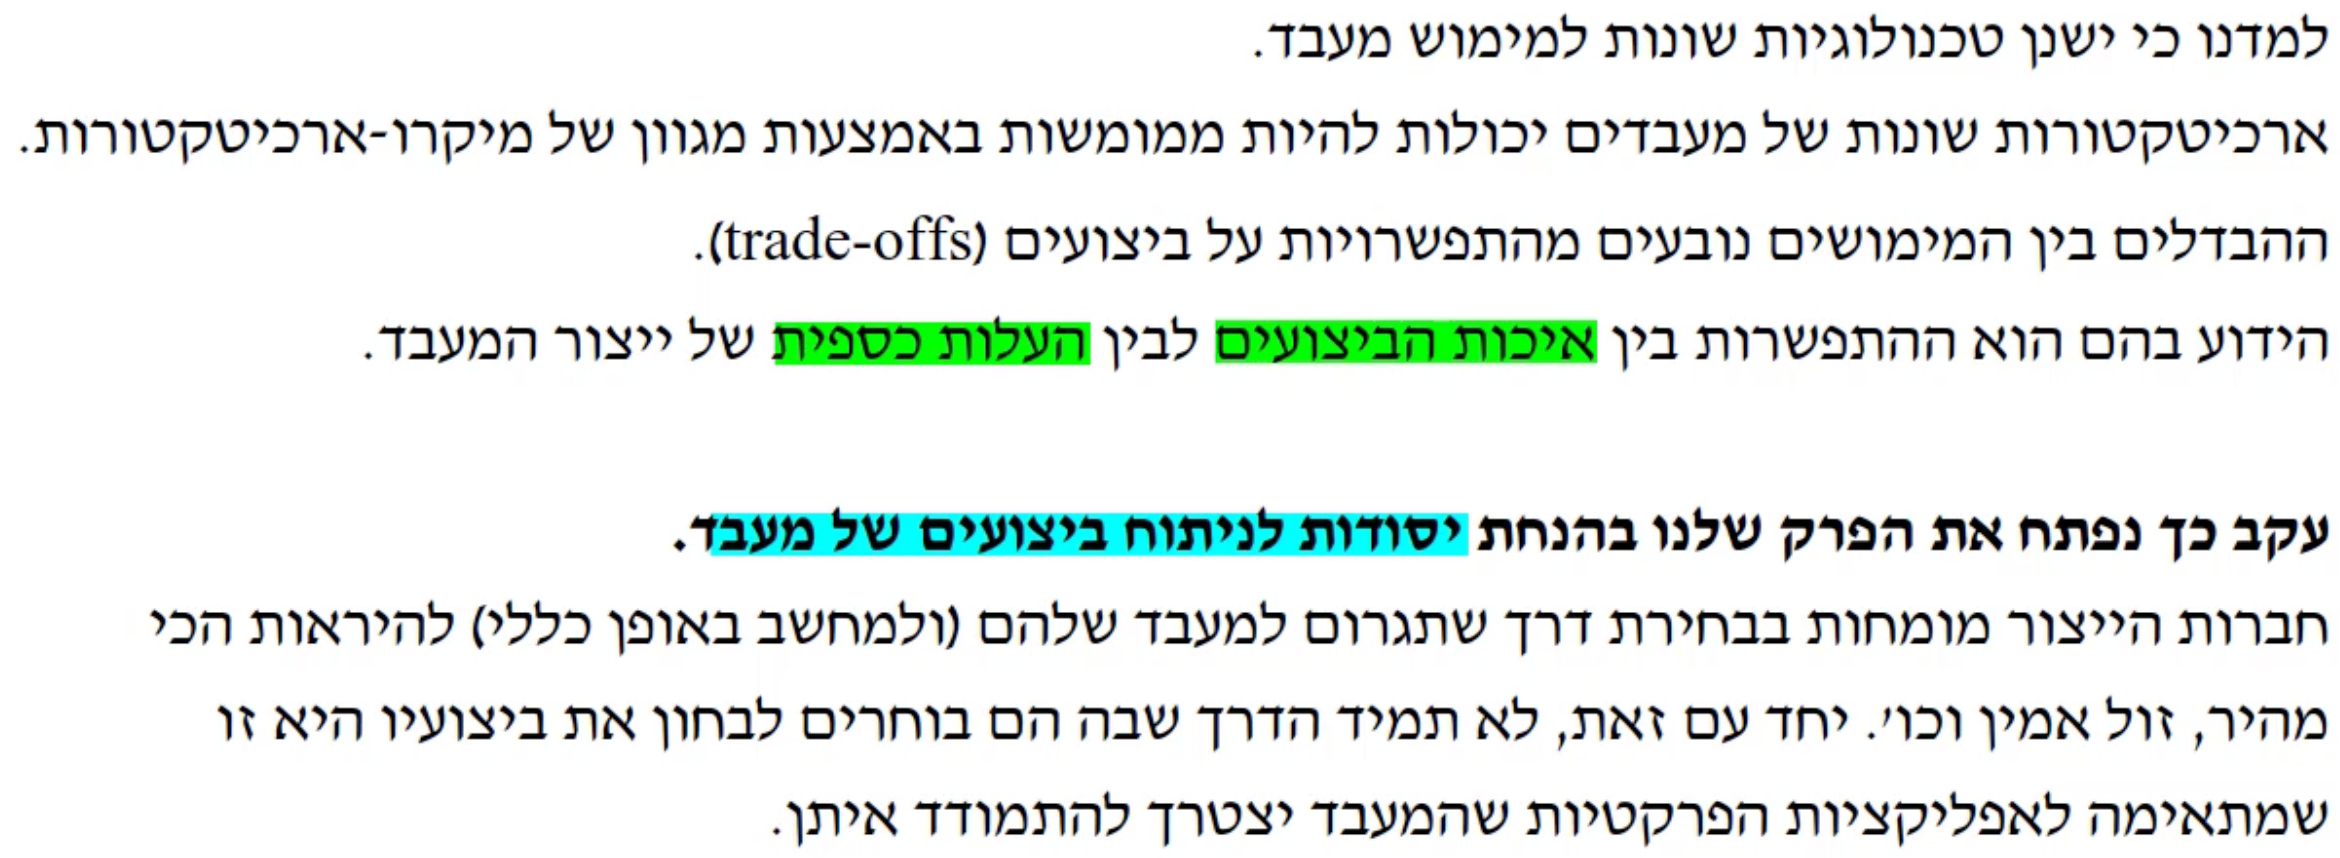 למדנו כי ישנן טכנולוגיות שונות למימוש מעבד.
ארכיטקטורות שונות של מעבדים יכולות להיות ממומשות באמצעות מגוון של מיקרו-ארכיטקטורות.
ההבדלים בין המימושים נובעים מהתפשרויות על ביצועים (trade-offs).
הידוע בהם הוא ההתפשרות בין איכות הביצועים לבין העלות כספית של ייצור המעבד.
עקב כך נפתח את הפרק שלנו בהנחת יסודות לניתוח ביצועים של מעבד.
חברות הייצור מומחות בבחירת דרך שתגרום למעבד שלהם (ולמחשב באופן כללי) להיראות הכי
מהיר, זול אמין וכו'. יחד עם זאת, לא תמיד הדרך שבה הם בוחרים לבחון את ביצועיו היא זו
שמתאימה לאפליקציות הפרקטיות שהמעבד יצטרך להתמודד איתן.